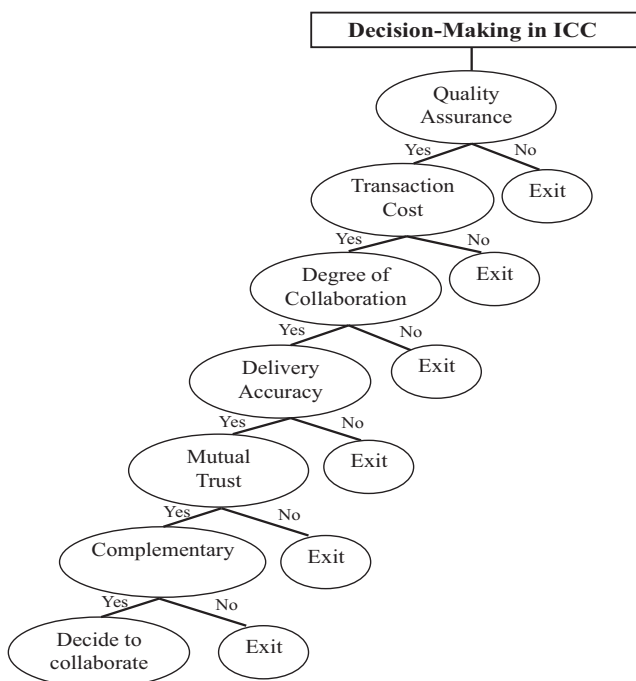 Decision-Making in ICC
Quality
Assurance
Yes
No
Transaction
Cost
Exit
Yes
No
Degree of
Collaboration
Exit
Yes
No
Delivery
Accuracy
Exit
Yes
No
Mutual
Trust
Exit
Yes
No
Complementary
Exit
Yes
No
Decide to
collaborate
Exit